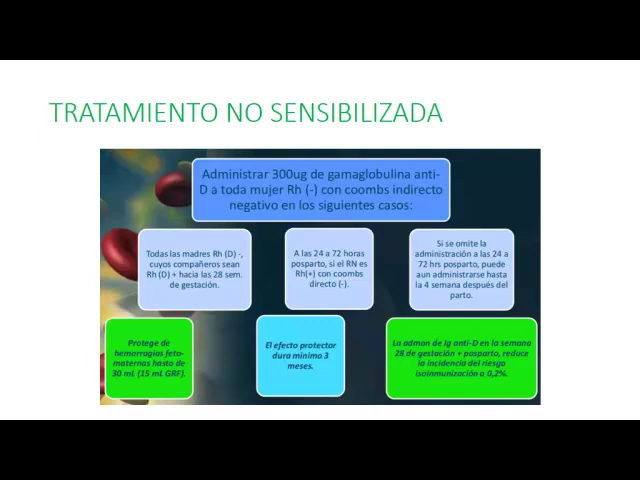 TRATAMIENTO NO SENSIBILIZADA
Administrar 300ug de gamaglobulina anti-
D a toda mujer Rh (-) con coombs indirecto
negativo en los siguientes casos:
Todas las madres Rh (D) -,
cuyos compañeros sean
Rh (D) + hacia las 28 sem.
de gestación.
A las 24 a 72 horas
posparto, si el RN es
Rh(+) con coombs
directo (-).
Si se omite la
administración a las 24 a
72 hrs posparto, puede
aun administrarse hasta
la 4 semana después del
parto.
Protege de
hemorragias feto-
maternas hasta de
30 mL (15 mL GRF).
El efecto protector
dura mínimo 3
meses.
La admon de Ig anti-D en la semana
28 de gestación + posparto, reduce
la incidencia del riesgo
isoinmunización a 0,2%.